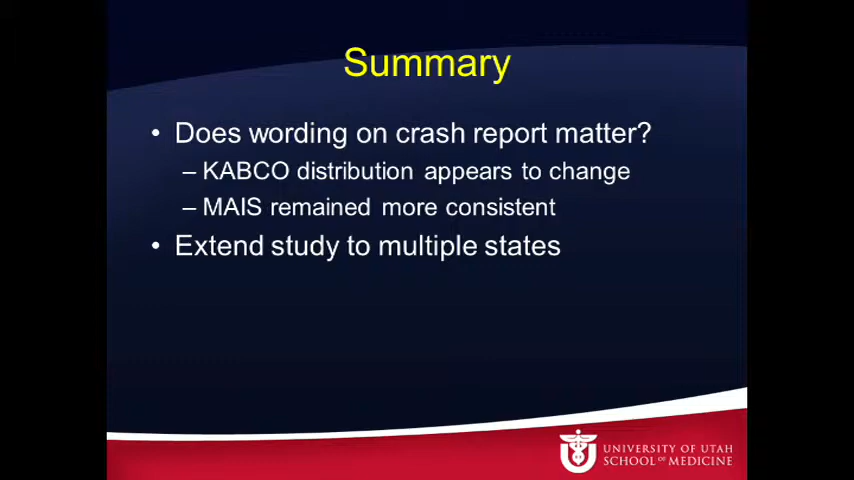 Summary
• Does wording on crash report matter?
– KABCO distribution appears to change
– MAIS remained more consistent
• Extend study to multiple states
UNIVERSITY OF UTAH
SCHOOL OF MEDICINE